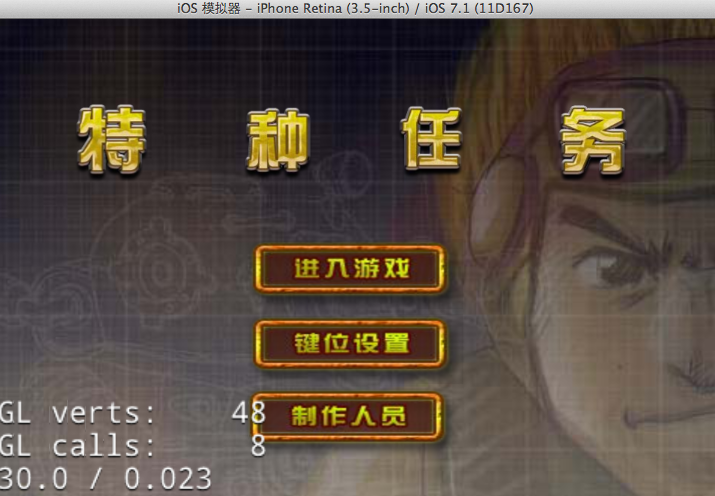 iOS 模拟器 - iPhone Retina (3.5-inch) / iOS 7.1 (11D167)
特种任务
进入游戏
键位设置
制作人员
GL verts: 48
GL calls: 8
30.0 / 0.023